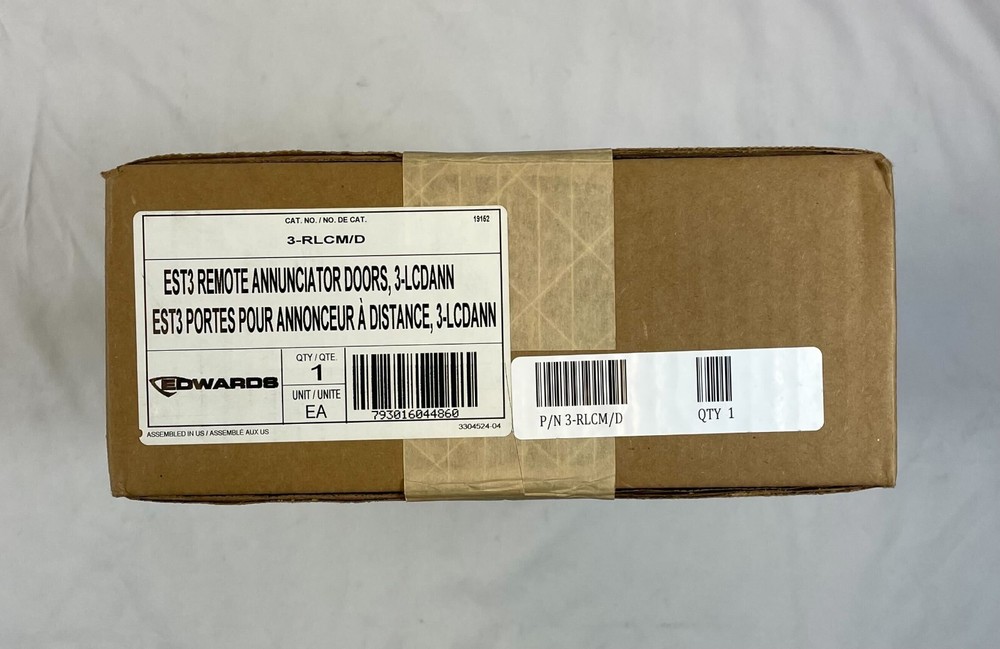 CAT. NO. / NO. DE CAT.
19152
3-RLCM/D
EST3 REMOTE ANNUNCIATOR DOORS, 3-LCDANN
EST3 PORTES POUR ANNONCEUR À DISTANCE, 3-LCDANN
EDWARDS
QTY / QTE.
1
UNIT / UNITE
EA
793016044860
ASSEMBLED IN US / ASSEMBLÉ AUX US
3304524-04
P/N 3-RLCM/D
QTY 1